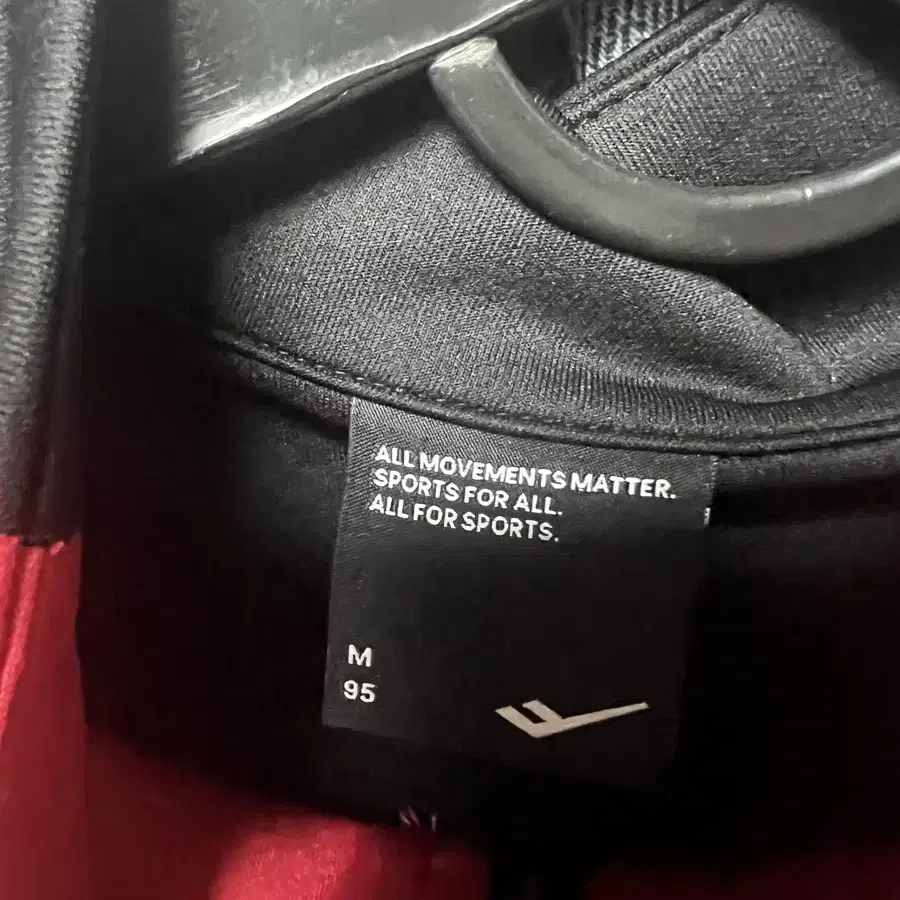 ALL MOVEMENTS MATTER.
SPORTS FOR ALL.
ALL FOR SPORTS.
M
95